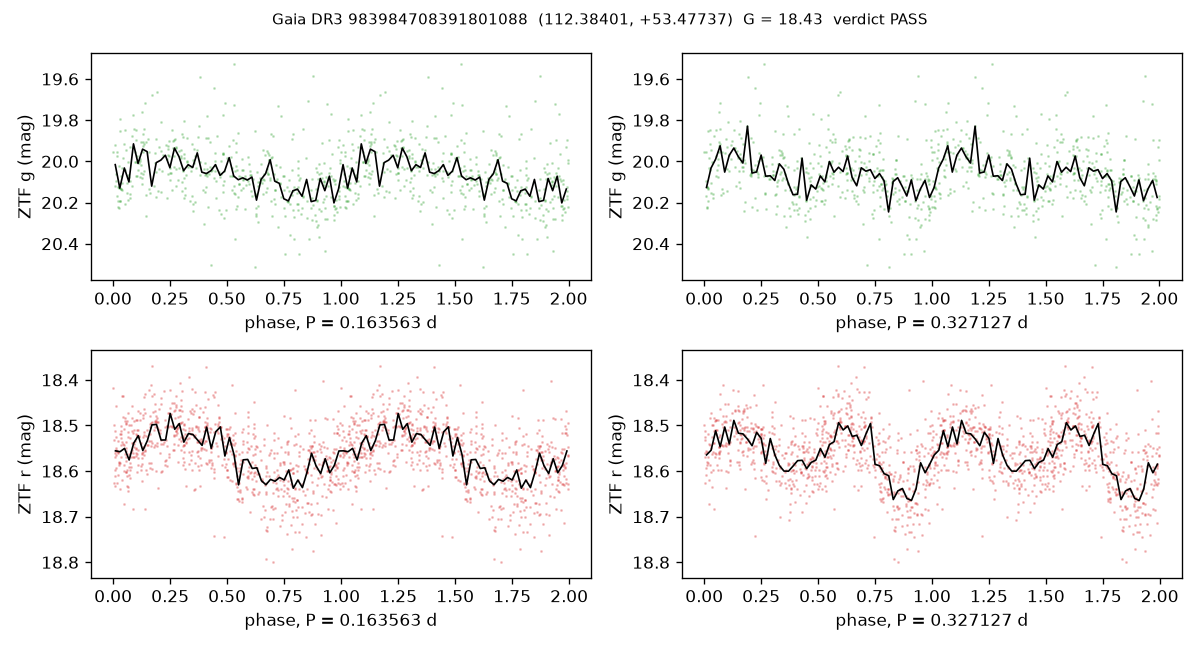 Gaia DR3 983984708391801088 (112.38401, +53.47737) G = 18.43 verdict PASS
ZTF g (mag)
19.6
19.8
20.0
20.2
20.4
0.00 0.25 0.50 0.75 1.00 1.25 1.50 1.75 2.00
phase, P = 0.163563 d
ZTF g (mag)
19.6
19.8
20.0
20.2
20.4
0.00 0.25 0.50 0.75 1.00 1.25 1.50 1.75 2.00
phase, P = 0.327127 d
ZTF r (mag)
18.4
18.5
18.6
18.7
18.8
0.00 0.25 0.50 0.75 1.00 1.25 1.50 1.75 2.00
phase, P = 0.163563 d
ZTF r (mag)
18.4
18.5
18.6
18.7
18.8
0.00 0.25 0.50 0.75 1.00 1.25 1.50 1.75 2.00
phase, P = 0.327127 d